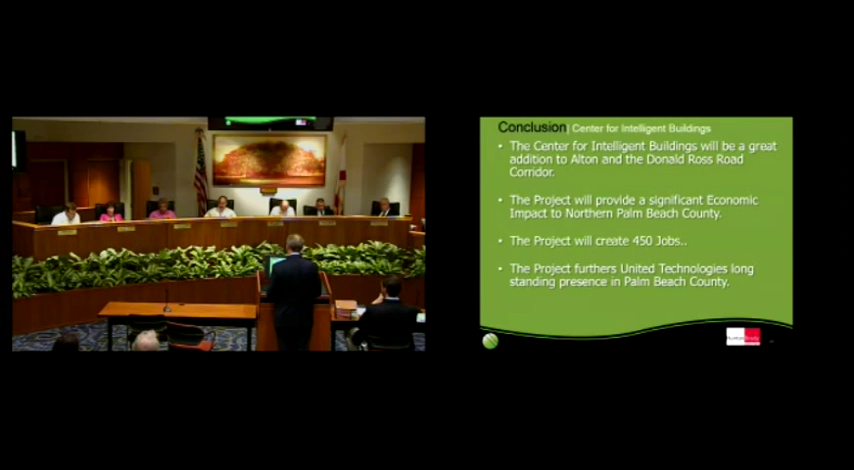 Conclusion| Center for Intelligent Buildings
• The Center for Intelligent Buildings will be a great
addition to Alton and the Donald Ross Road
Corridor.
• The Project will provide a significant Economic
Impact to Northern Palm Beach County.
• The Project will create 450 Jobs..
• The Project furthers United Technologies long
standing presence in Palm Beach County.